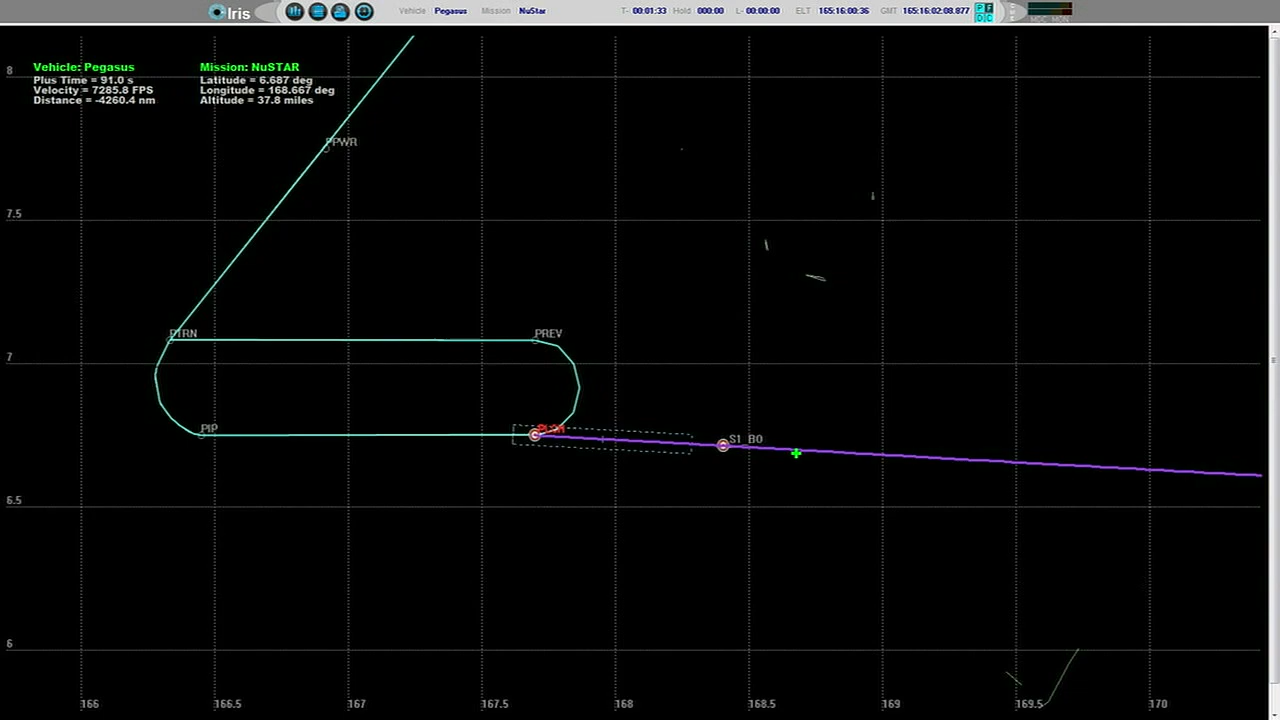 Iris Vehicle Pegasus Mission NuStar T- 00:01:33 Hold 000:00 L- 00:00:00 ELT 165:16:00:36 GMT 165:16:02:08.877 P F D C
MGC MON
Vehicle: Pegasus Mission: NuSTAR
Plus Time = 91.0 s Latitude = 6.687 deg
Velocity = 7285.8 FPS Longitude = 168.667 deg
Distance = -4260.4 nm Altitude = 37.8 miles
8
PPWR
7.5
PTRN PREV
7
PIP
S1_BO
6.5
6
166 166.5 167 167.5 168 168.5 169 169.5 170